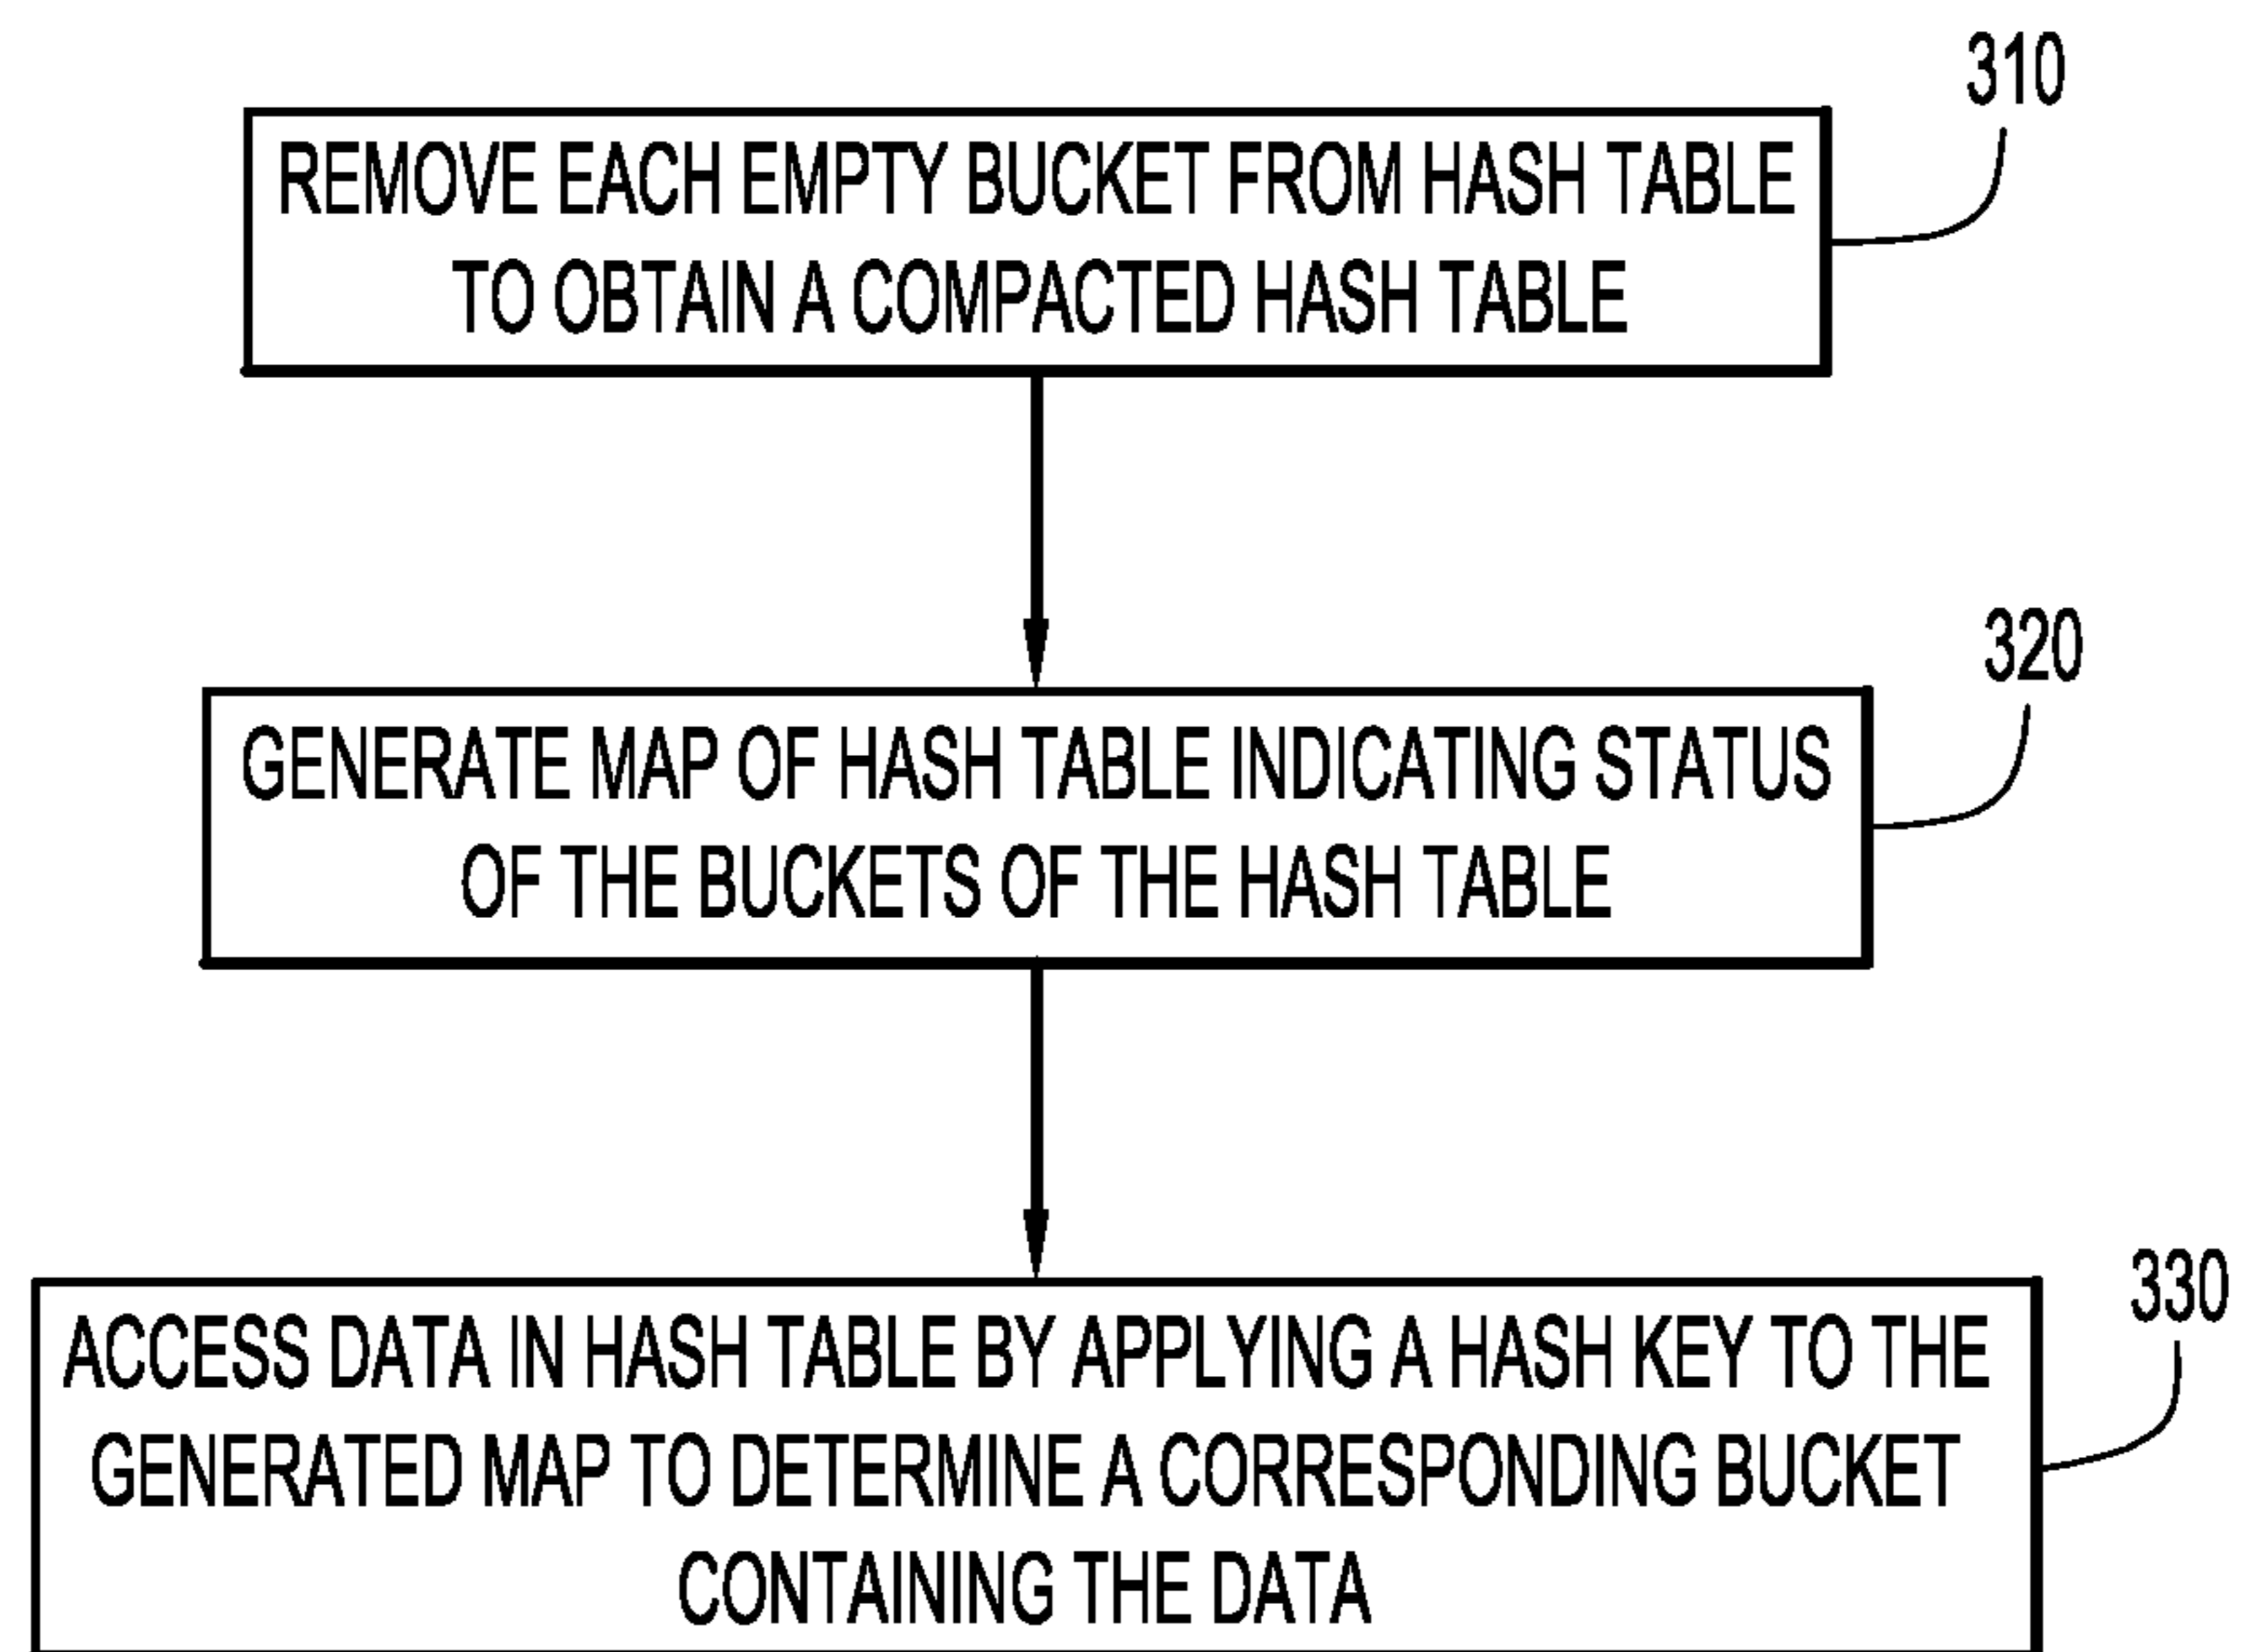 310
REMOVE EACH EMPTY BUCKET FROM HASH TABLE
TO OBTAIN A COMPACTED HASH TABLE
320
GENERATE MAP OF HASH TABLE INDICATING STATUS
OF THE BUCKETS OF THE HASH TABLE
330
ACCESS DATA IN HASH TABLE BY APPLYING A HASH KEY TO THE
GENERATED MAP TO DETERMINE A CORRESPONDING BUCKET
CONTAINING THE DATA